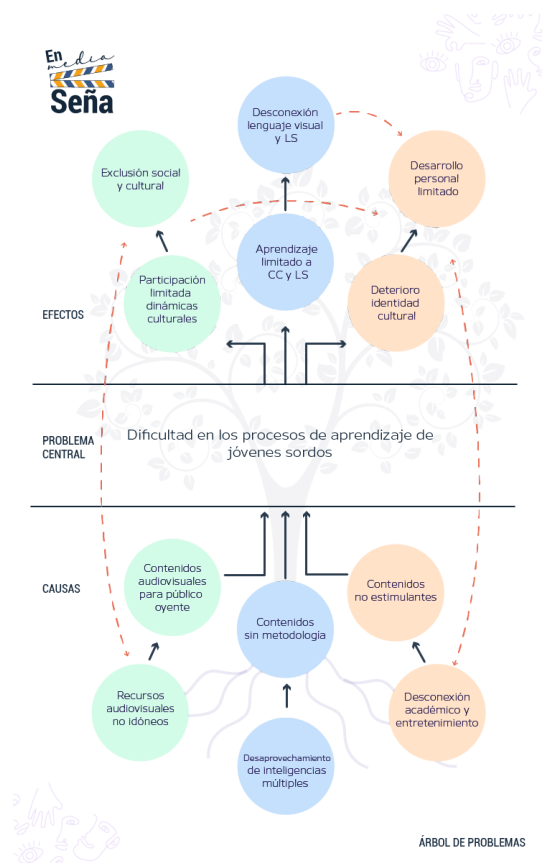 En
media
Seña
Desconexión
lenguaje visual
y LS
Exclusión social
y cultural
Desarrollo
personal
limitado
Aprendizaje
limitado a
CC y LS
Participación
limitada
dinámicas
culturales
Deterioro
identidad
cultural
EFECTOS
PROBLEMA
CENTRAL
Dificultad en los procesos de aprendizaje de
jóvenes sordos
CAUSAS
Contenidos
audiovisuales
para público
oyente
Contenidos
no estimulantes
Contenidos
sin metodología
Recursos
audiovisuales
no idóneos
Desconexión
académico y
entretenimiento
Desaprovechamiento
de inteligencias
múltiples
ÁRBOL DE PROBLEMAS